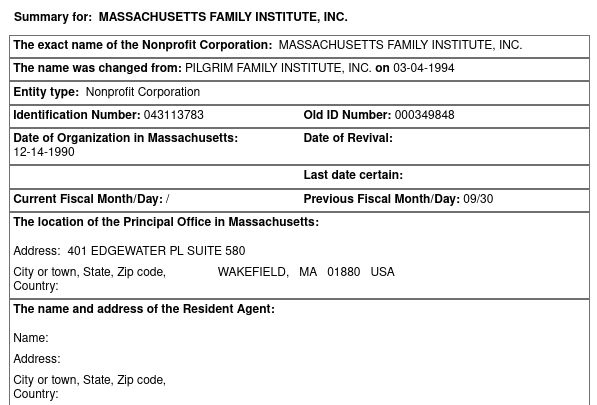 Summary for: MASSACHUSETTS FAMILY INSTITUTE, INC.
The exact name of the Nonprofit Corporation: MASSACHUSETTS FAMILY INSTITUTE, INC.
The name was changed from: PILGRIM FAMILY INSTITUTE, INC. on 03-04-1994
Entity type: Nonprofit Corporation
Identification Number: 043113783 Old ID Number: 000349848
Date of Organization in Massachusetts: Date of Revival:
12-14-1990
Last date certain:
Current Fiscal Month/Day: / Previous Fiscal Month/Day: 09/30
The location of the Principal Office in Massachusetts:
Address: 401 EDGEWATER PL SUITE 580
City or town, State, Zip code, WAKEFIELD, MA 01880 USA
Country:
The name and address of the Resident Agent:
Name:
Address:
City or town, State, Zip code,
Country: